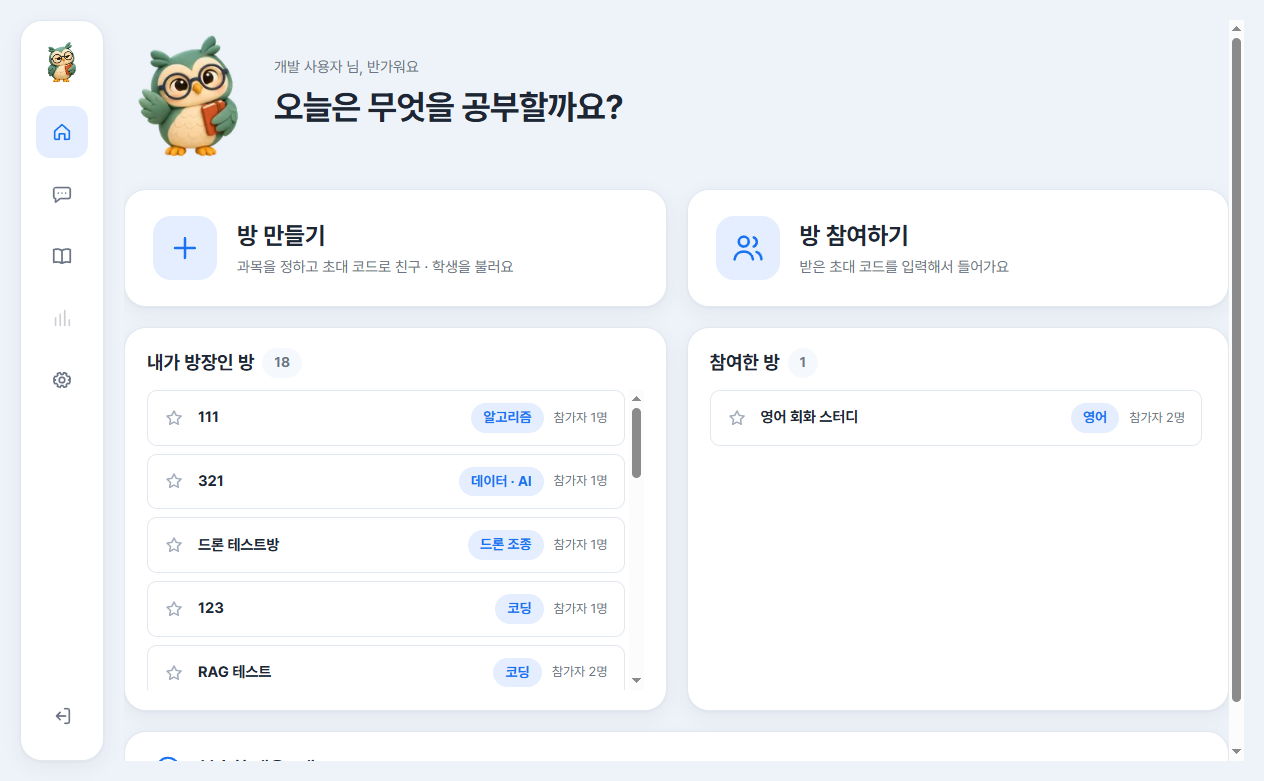 개발 사용자 님, 반가워요
오늘은 무엇을 공부할까요?
방 만들기
과목을 정하고 초대 코드로 친구 · 학생을 불러요
방 참여하기
받은 초대 코드를 입력해서 들어가요
내가 방장인 방 18
111 알고리즘 참가자 1명
321 데이터 · AI 참가자 1명
드론 테스트방 드론 조종 참가자 1명
123 코딩 참가자 1명
RAG 테스트 코딩 참가자 2명
참여한 방 1
영어 회화 스터디 영어 참가자 2명